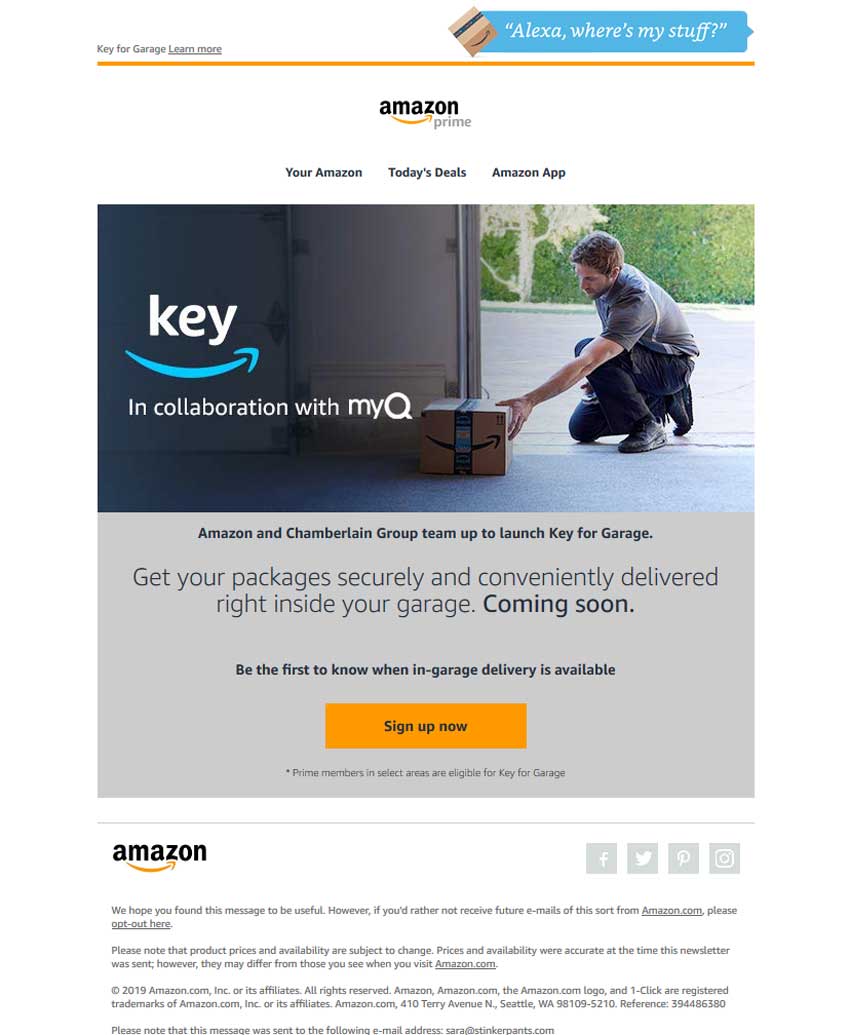 Key for Garage Learn more
“Alexa, where’s my stuff?”
amazon
prime
Your Amazon Today's Deals Amazon App
key
In collaboration with myQ
Amazon and Chamberlain Group team up to launch Key for Garage.
Get your packages securely and conveniently delivered
right inside your garage. Coming soon.
Be the first to know when in-garage delivery is available
Sign up now
* Prime members in select areas are eligible for Key for Garage
amazon
We hope you found this message to be useful. However, if you'd rather not receive future e-mails of this sort from Amazon.com, please
opt-out here.
Please note that product prices and availability are subject to change. Prices and availability were accurate at the time this newsletter
was sent; however, they may differ from those you see when you visit Amazon.com.
© 2019 Amazon.com, Inc. or its affiliates. All rights reserved. Amazon, Amazon.com, the Amazon.com logo, and 1-Click are registered
trademarks of Amazon.com, Inc. or its affiliates. Amazon.com, 410 Terry Avenue N., Seattle, WA 98109-5210. Reference: 394486380
Please note that this message was sent to the following e-mail address: sara@stinkerpants.com